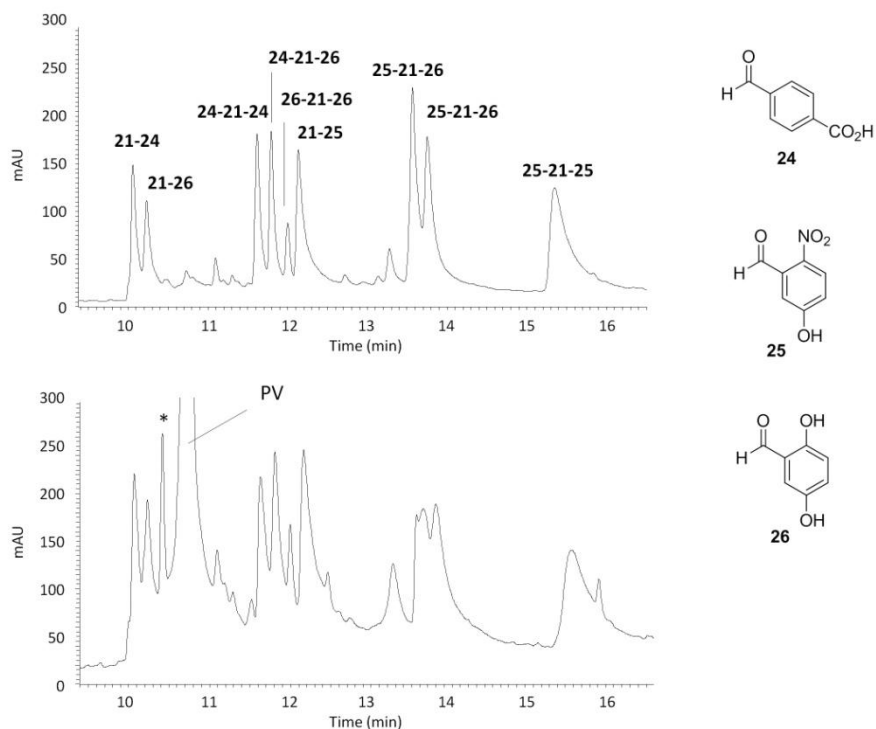 300
250
200
150
100
50
0
mAU
21-24
21-26
24-21-24
24-21-26
26-21-26
21-25
25-21-26
25-21-26
25-21-25
10 11 12 13 14 15 16
Time (min)
300
250
200
150
100
50
0
mAU
*
PV
10 11 12 13 14 15 16
Time (min)
O
H
CO₂H
24
O
NO₂
H
OH
25
O
OH
H
OH
26